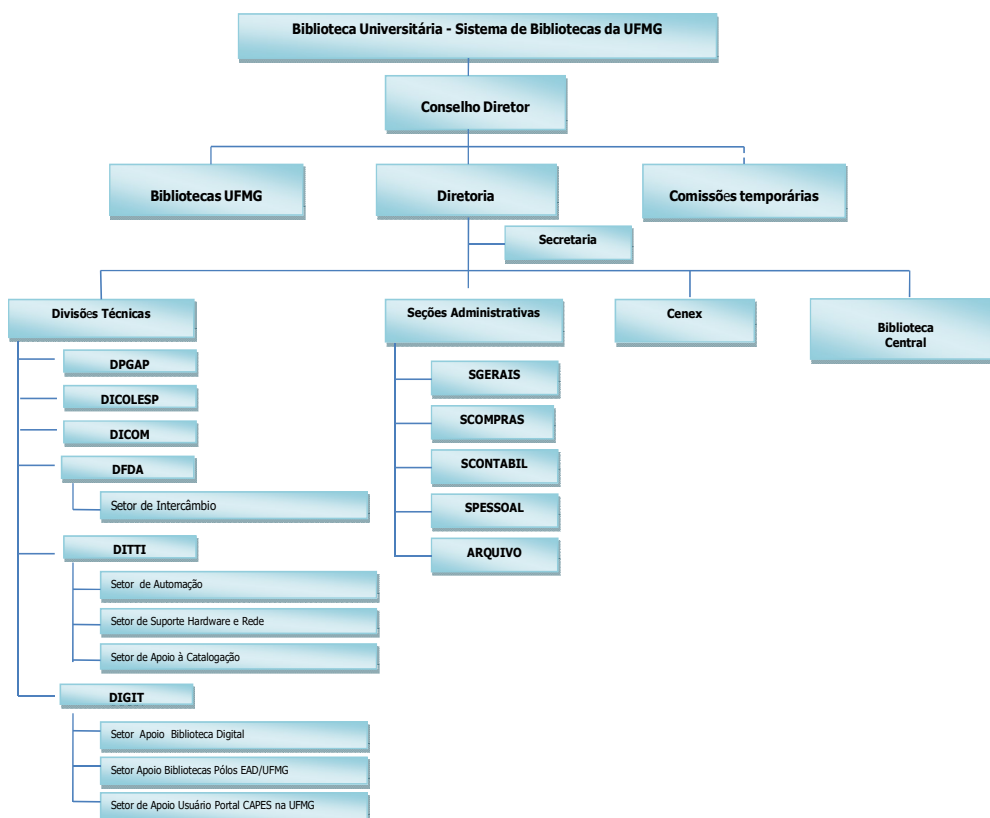 Biblioteca Universitária - Sistema de Bibliotecas da UFMG
Conselho Diretor
Bibliotecas UFMG
Diretoria
Comissões temporárias
Secretaria
Divisões Técnicas
Seções Administrativas
Cenex
Biblioteca
Central
DPGAP
DICOLESP
DICOM
DFDA
Setor de Intercâmbio
DITTI
Setor de Automação
Setor de Suporte Hardware e Rede
Setor de Apoio à Catalogação
DIGIT
Setor Apoio Biblioteca Digital
Setor Apoio Bibliotecas Pólos EAD/UFMG
Setor de Apoio Usuário Portal CAPES na UFMG
SGERAIS
SCOMPRAS
SCONTABIL
SPESSOAL
ARQUIVO